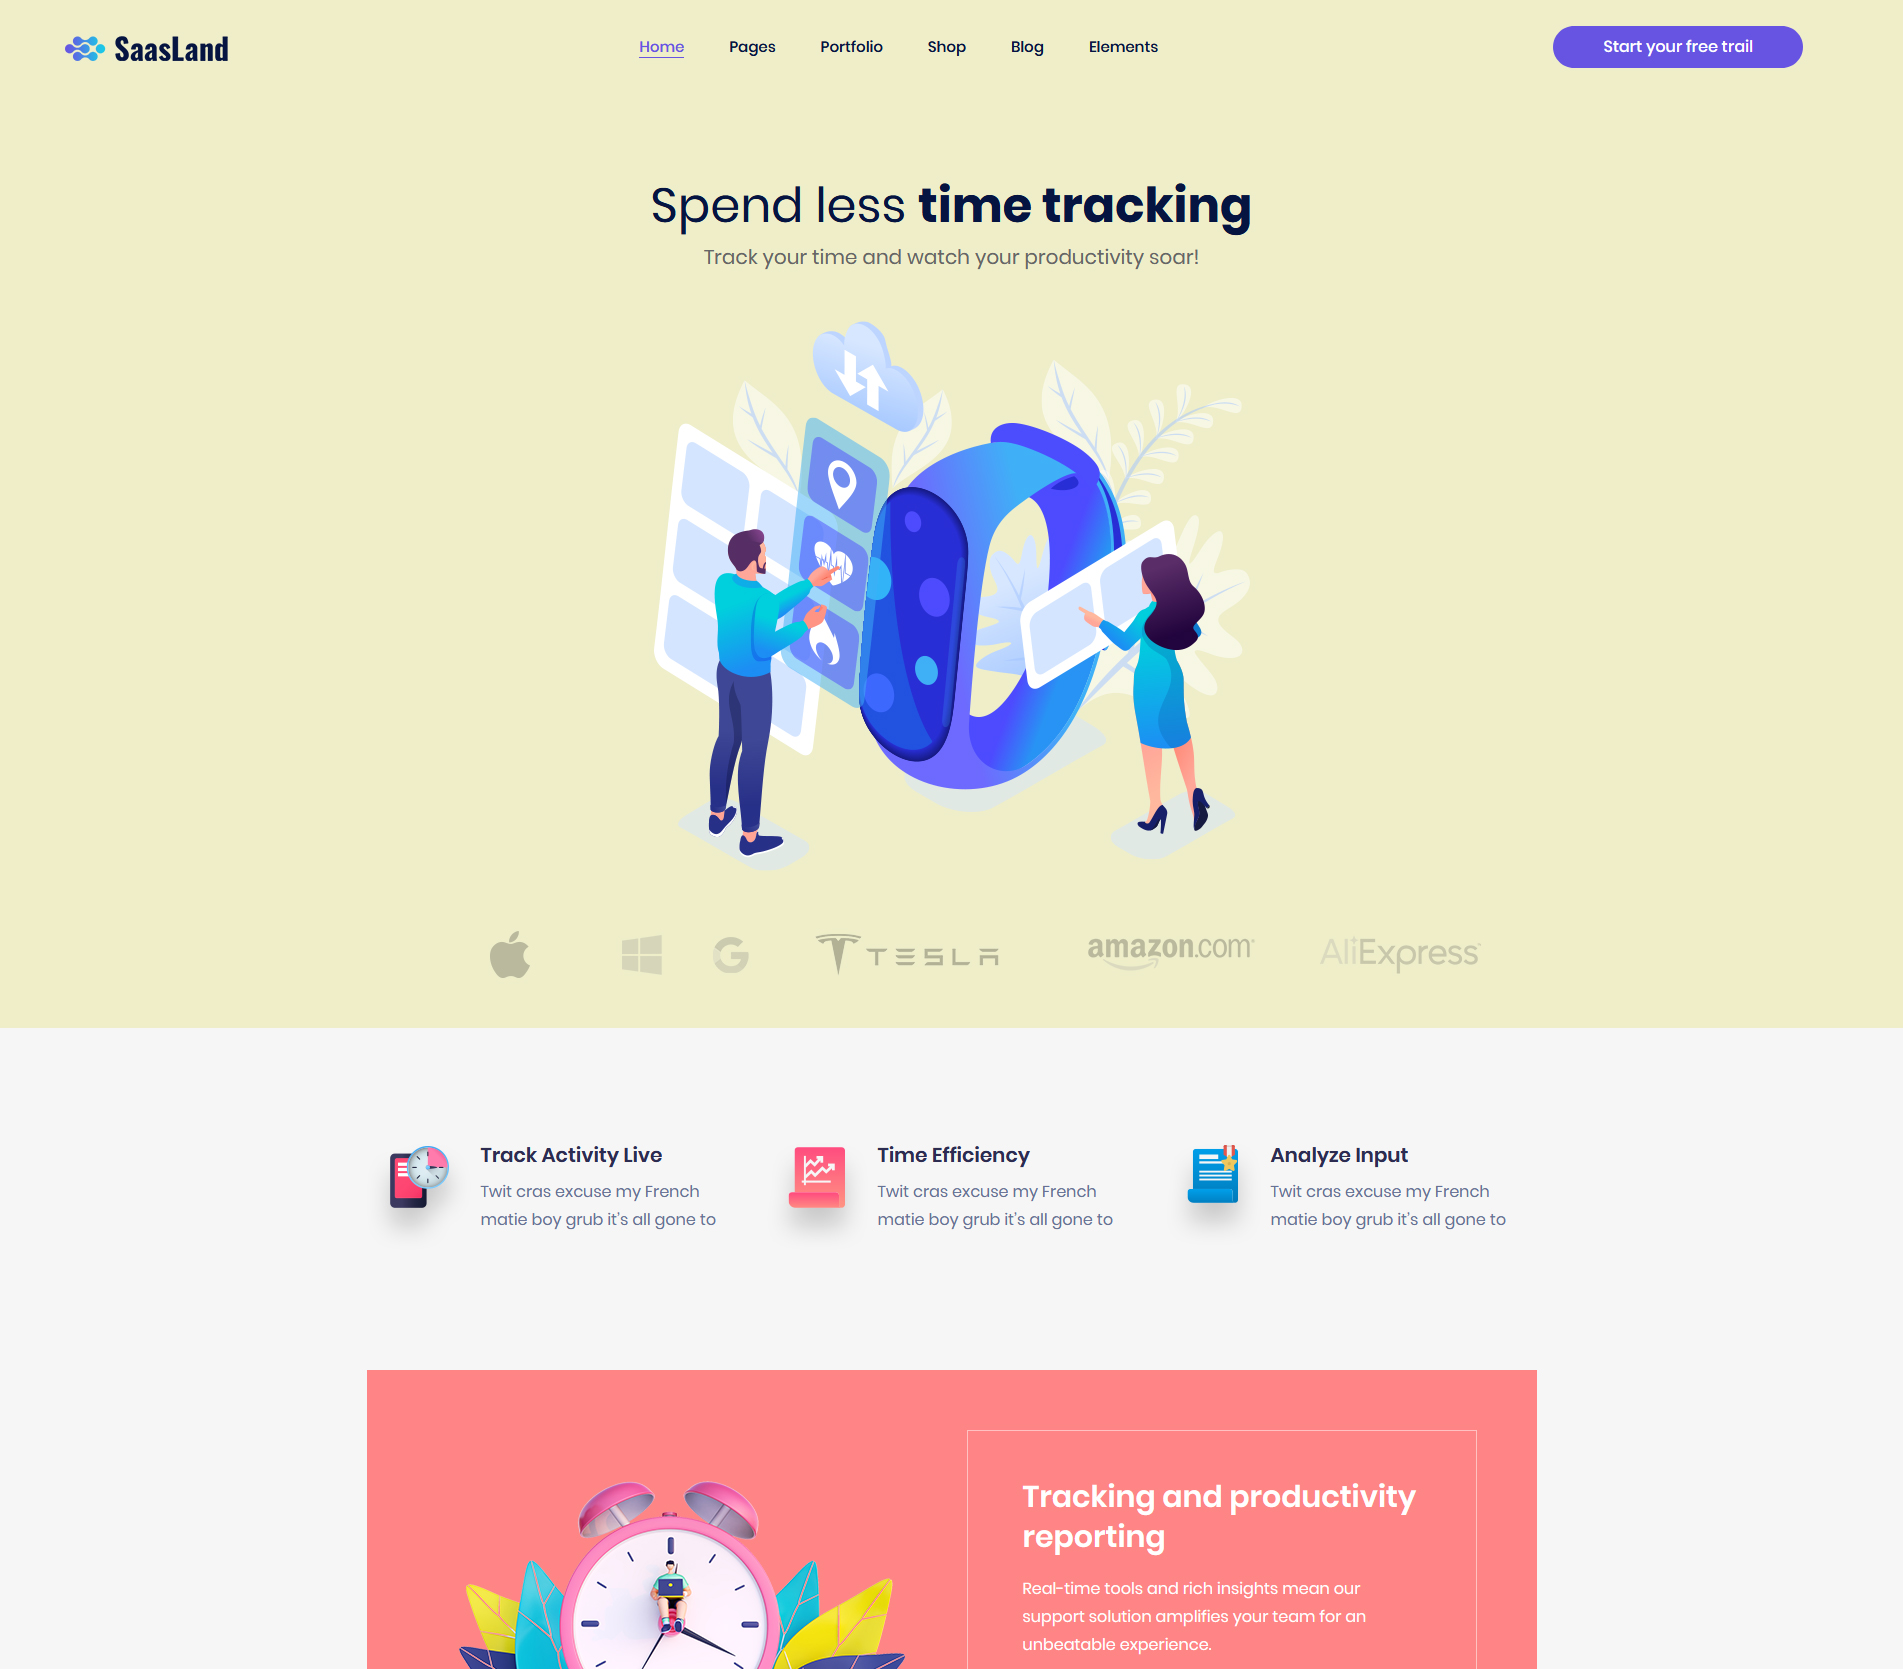 SaasLand
Home
Pages
Portfolio
Shop
Blog
Elements
Start your free trail
Spend less time tracking
Track your time and watch your productivity soar!
G
TESLA
amazon.com
AliExpress
Track Activity Live
Twit cras excuse my French
matie boy grub it's all gone to
Time Efficiency
Twit cras excuse my French
matie boy grub it's all gone to
Analyze Input
Twit cras excuse my French
matie boy grub it's all gone to
Tracking and productivity
reporting
Real-time tools and rich insights mean our
support solution amplifies your team for an
unbeatable experience.